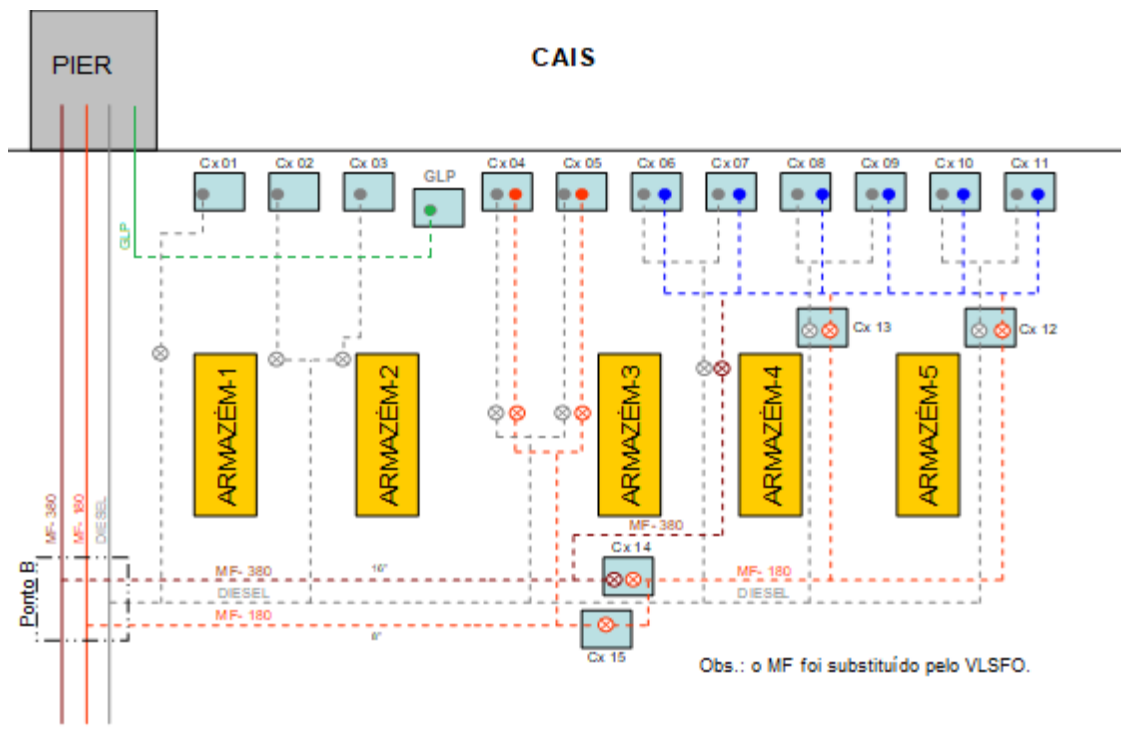 PIER
CAIS
Cx 01
Cx 02
Cx 03
GLP
Cx 04
Cx 05
Cx 06
Cx 07
Cx 08
Cx 09
Cx 10
Cx 11
GLP
Cx 13
Cx 12
ARMAZÉM-1
ARMAZÉM-2
ARMAZÉM-3
ARMAZÉM-4
ARMAZÉM-5
MF-380
MF-180
DIESEL
Ponto B
MF-380
Cx 14
MF-380
16"
MF-180
DIESEL
DIESEL
MF-180
Cx 15
Obs.: o MF foi substituído pelo VLSFO.